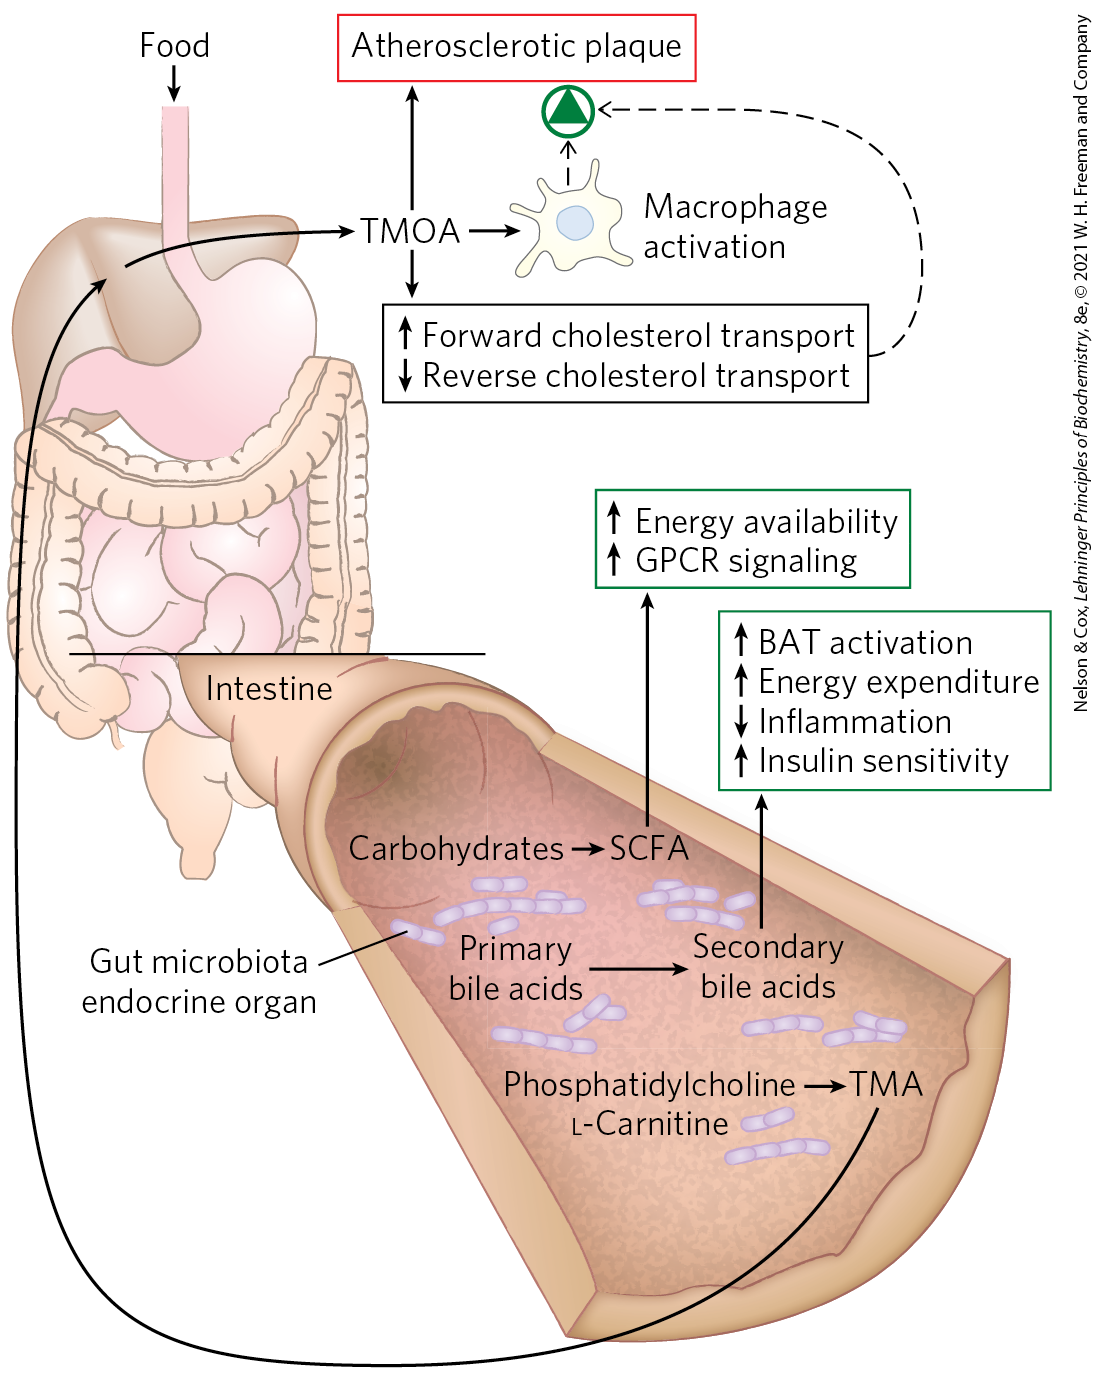 Food
Atherosclerotic plaque
TMOA
Macrophage
activation
↑ Forward cholesterol transport
↓ Reverse cholesterol transport
↑ Energy availability
↑ GPCR signaling
↑ BAT activation
↑ Energy expenditure
↓ Inflammation
↑ Insulin sensitivity
Intestine
Carbohydrates → SCFA
Gut microbiota
endocrine organ
Primary
bile acids
Secondary
bile acids
Phosphatidylcholine → TMA
L-Carnitine
Nelson & Cox, Lehninger Principles of Biochemistry, 8e, © 2021 W. H. Freeman and Company